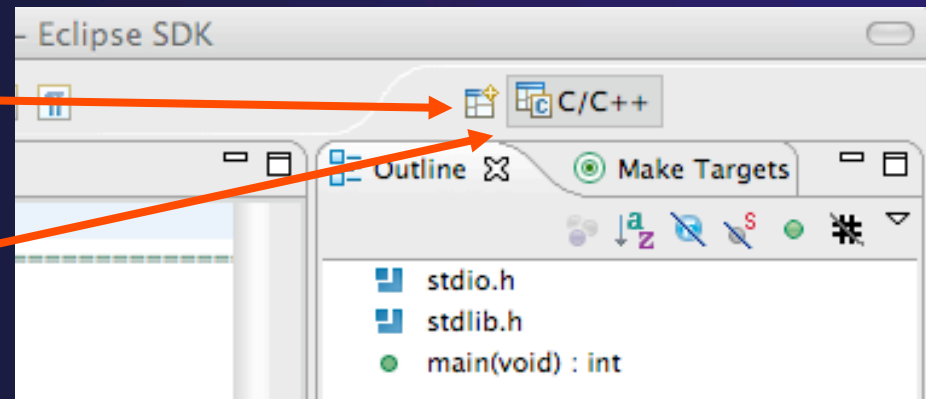 – Eclipse SDK
C/C++
Outline
Make Targets
stdio.h
stdlib.h
main(void) : int